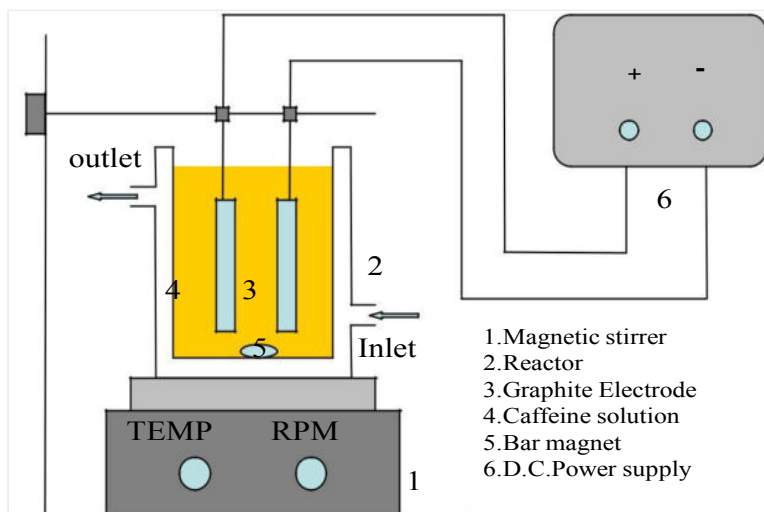 + -
outlet
6
2
4 3
5 Inlet
1.Magnetic stirrer
2.Reactor
3.Graphite Electrode
4.Caffeine solution
5.Bar magnet
6.D.C.Power supply
TEMP RPM
1